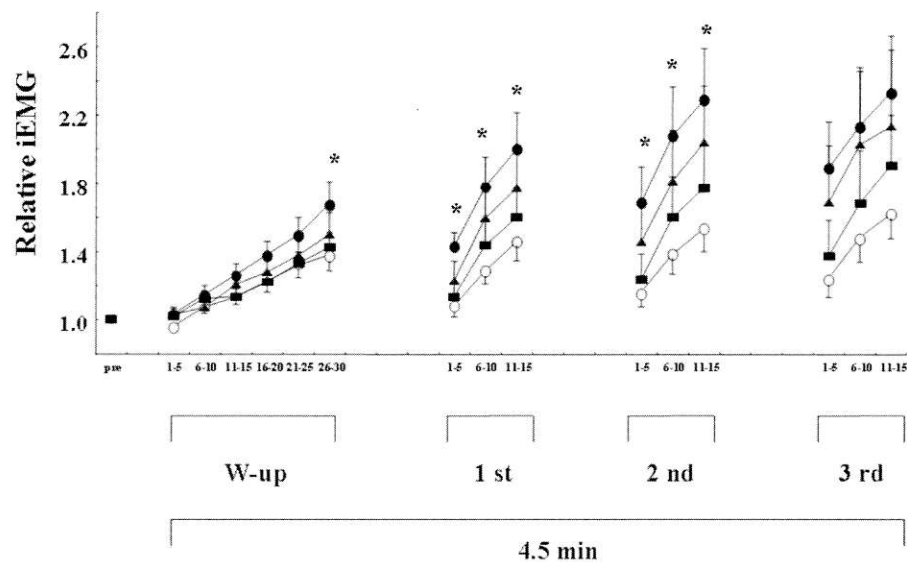 Relative iEMG
2.6
2.2
1.8
1.4
1.0
* * * * * * *
pre 1-5 6-10 11-15 16-20 21-25 26-30 1-5 6-10 11-15 1-5 6-10 11-15 1-5 6-10 11-15
W-up 1 st 2 nd 3 rd
4.5 min